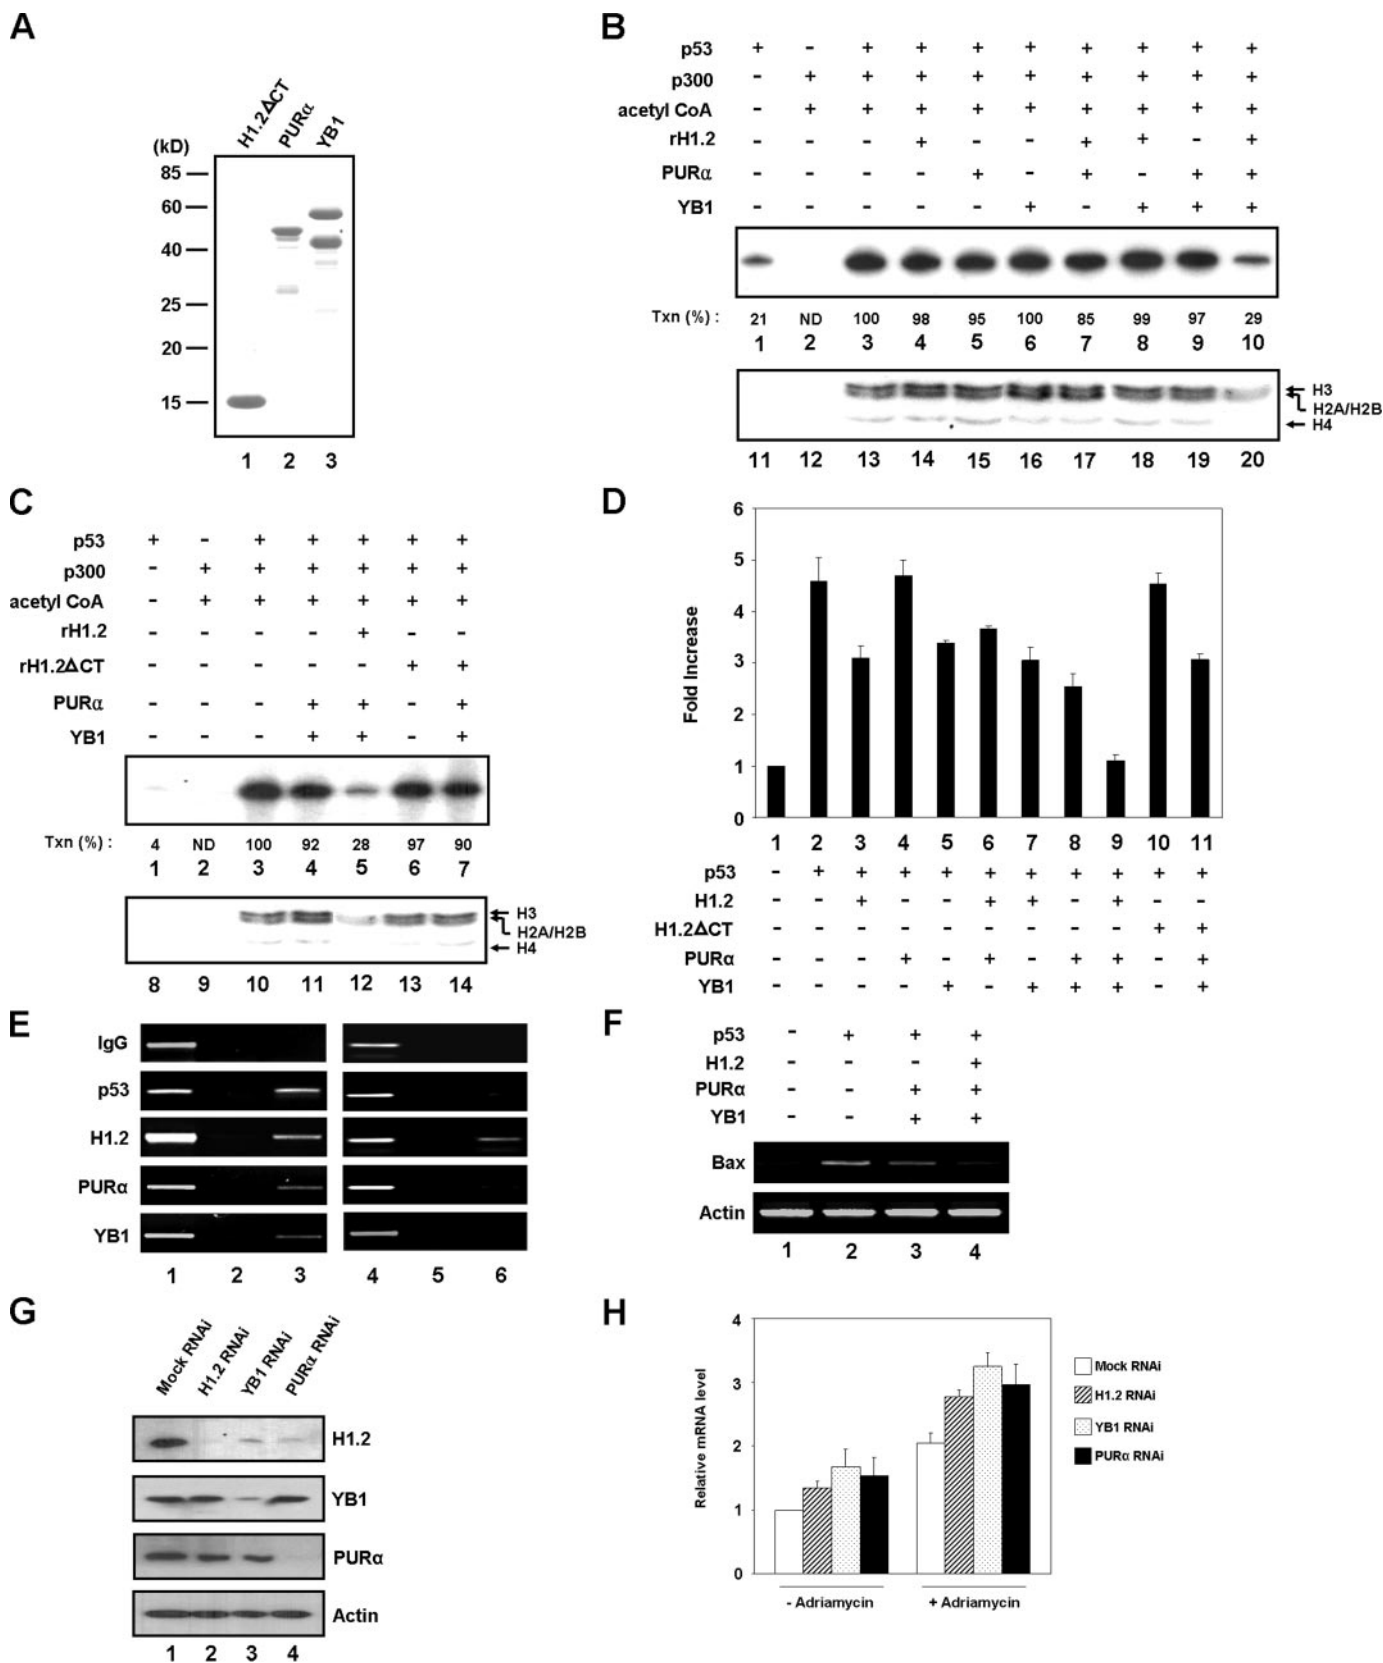 A
H1.2ΔCT PURα YB1
(kD)
85
60
40
25
20
15
1 2 3
B
p53 + - + + + + + + + +
p300 - + + + + + + + + +
acetyl CoA - + + + + + + + + +
rH1.2 - - - + - - + + - +
PURα - - - - + - + - + +
YB1 - - - - - + - + + +
Txn (%) : 21 ND 100 98 95 100 85 99 97 29
1 2 3 4 5 6 7 8 9 10
H3
H2A/H2B
H4
11 12 13 14 15 16 17 18 19 20
C
p53 + - + + + + +
p300 - + + + + + +
acetyl CoA - + + + + + +
rH1.2 - - - - + - -
rH1.2ΔCT - - - - - + +
PURα - - - + + - +
YB1 - - - + + - +
Txn (%) : 4 ND 100 92 28 97 90
1 2 3 4 5 6 7
H3
H2A/H2B
H4
8 9 10 11 12 13 14
D
Fold Increase
6
5
4
3
2
1
0
1 2 3 4 5 6 7 8 9 10 11
p53 - + + + + + + + + + +
H1.2 - - + - - + + - + - -
H1.2ΔCT - - - - - - - - - + +
PURα - - - + - + - + + - +
YB1 - - - - + - + + + - +
E
IgG
p53
H1.2
PURα
YB1
1 2 3 4 5 6
F
p53 - + + +
H1.2 - - - +
PURα - - + +
YB1 - - + +
Bax
Actin
1 2 3 4
G
Mock RNAi H1.2 RNAi YB1 RNAi PURα RNAi
H1.2
YB1
PURα
Actin
1 2 3 4
H
Relative mRNA level
4
3
2
1
0
- Adriamycin + Adriamycin
Mock RNAi
H1.2 RNAi
YB1 RNAi
PURα RNAi